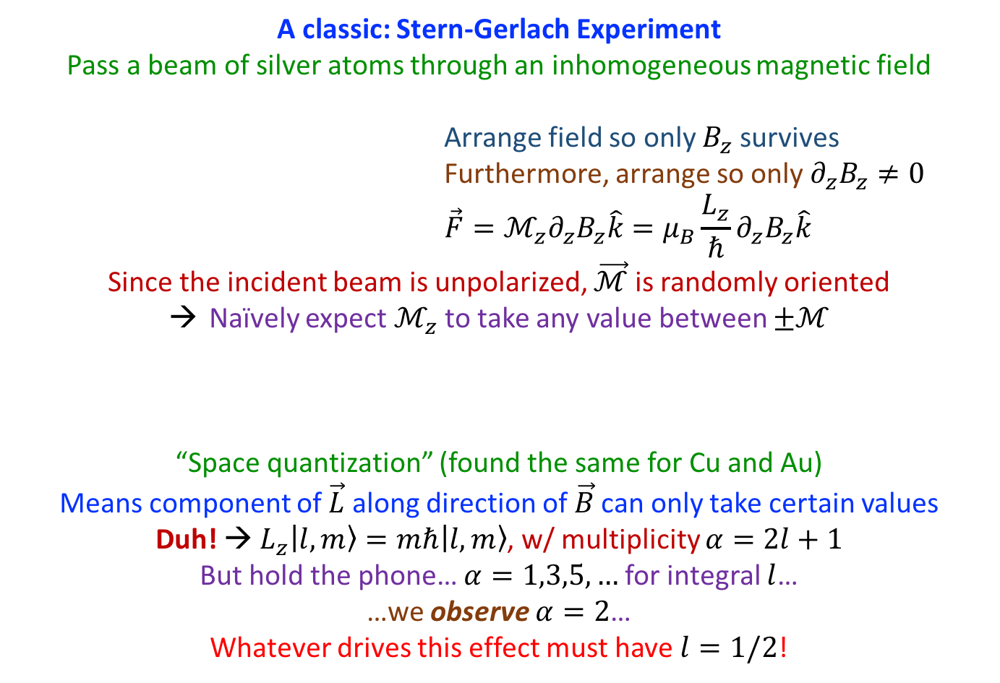 A classic: Stern-Gerlach Experiment
Pass a beam of silver atoms through an inhomogeneous magnetic field
Arrange field so only $B_z$ survives
Furthermore, arrange so only $\partial_z B_z \neq 0$
$\vec{F} = \mathcal{M}_z \partial_z B_z \hat{k} = \mu_B \frac{L_z}{\hbar} \partial_z B_z \hat{k}$
Since the incident beam is unpolarized, $\overrightarrow{\mathcal{M}}$ is randomly oriented
→ Naïvely expect $\mathcal{M}_z$ to take any value between $\pm\mathcal{M}$
“Space quantization” (found the same for Cu and Au)
Means component of $\vec{L}$ along direction of $\vec{B}$ can only take certain values
Duh! → $L_z|l, m\rangle = m\hbar|l, m\rangle$, w/ multiplicity $\alpha = 2l + 1$
But hold the phone… $\alpha = 1,3,5, \ldots$ for integral $l$…
…we observe $\alpha = 2$…
Whatever drives this effect must have $l = 1/2$!